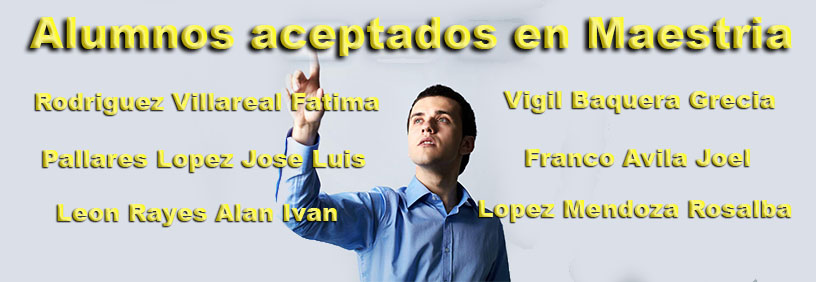 Alumnos aceptados en Maestria
Rodriguez Villareal Fatima
Vigil Baquera Grecia
Pallares Lopez Jose Luis
Franco Avila Joel
Leon Rayes Alan Ivan
Lopez Mendoza Rosalba